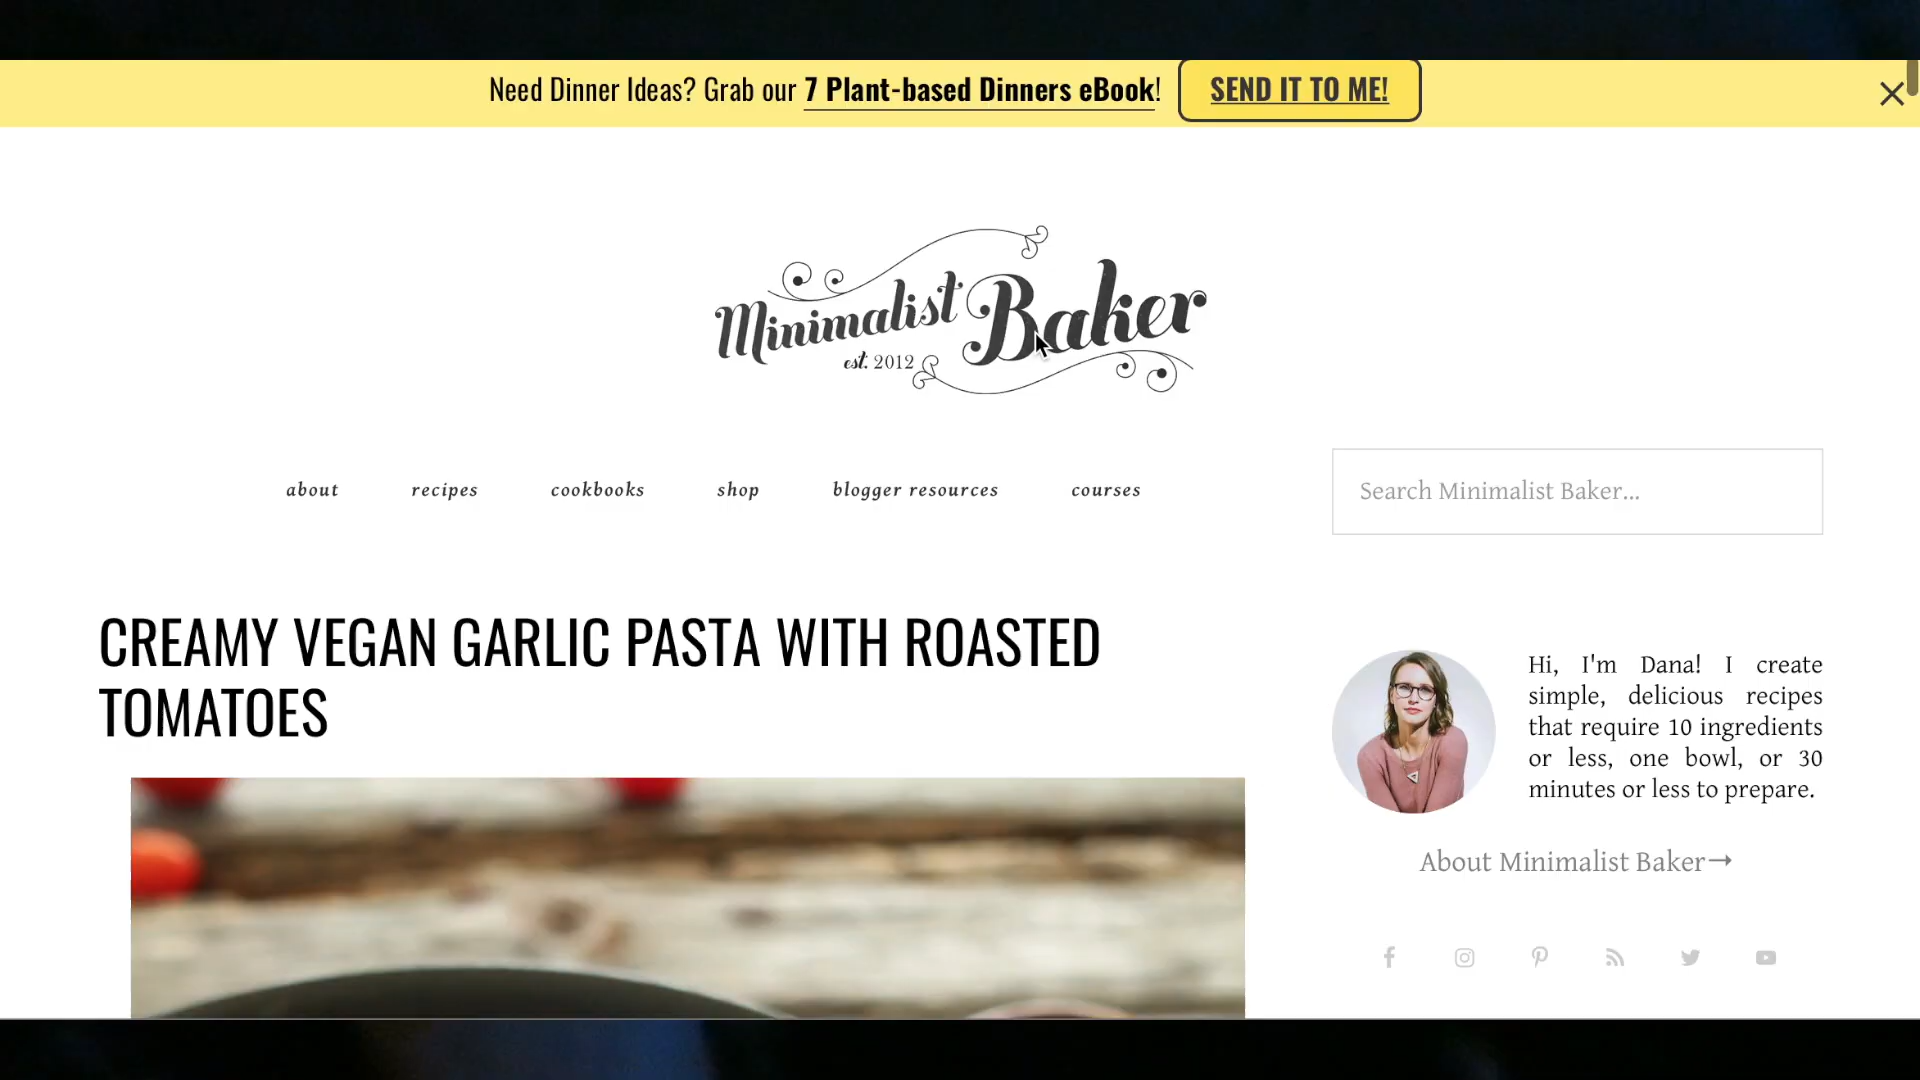 Need Dinner Ideas? Grab our 7 Plant-based Dinners eBook! SEND IT TO ME!
Minimalist Baker
est. 2012
about recipes cookbooks shop blogger resources courses
Search Minimalist Baker...
CREAMY VEGAN GARLIC PASTA WITH ROASTED
TOMATOES
Hi, I'm Dana! I create
simple, delicious recipes
that require 10 ingredients
or less, one bowl, or 30
minutes or less to prepare.
About Minimalist Baker→